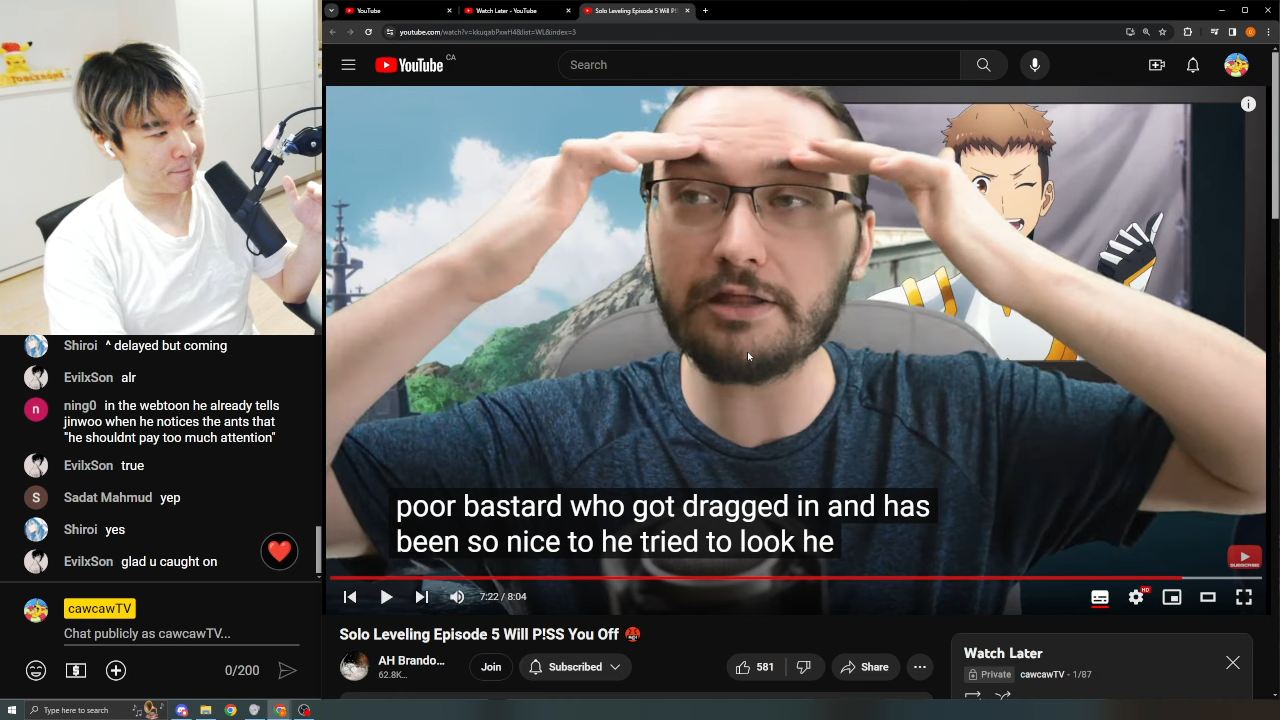 YouTube
Watch Later - YouTube
Solo Leveling Episode 5 Will P!S
youtube.com/watch?v=kkuqabPxwH4&list=WL&index=3
YouTube CA
Search
Shiroi ^ delayed but coming
EvilxSon alr
ning0 in the webtoon he already tells
jinwoo when he notices the ants that
"he shouldnt pay too much attention"
EvilxSon true
Sadat Mahmud yep
Shiroi yes
EvilxSon glad u caught on
cawcawTV
Chat publicly as cawcawTV...
0/200
poor bastard who got dragged in and has
been so nice to he tried to look he
SUBSCRIBE
7:22 / 8:04
HD
Solo Leveling Episode 5 Will P!SS You Off
AH Brando...
62.8K...
Join
Subscribed
581
Share
Watch Later
Private cawcawTV - 1/87
Type here to search